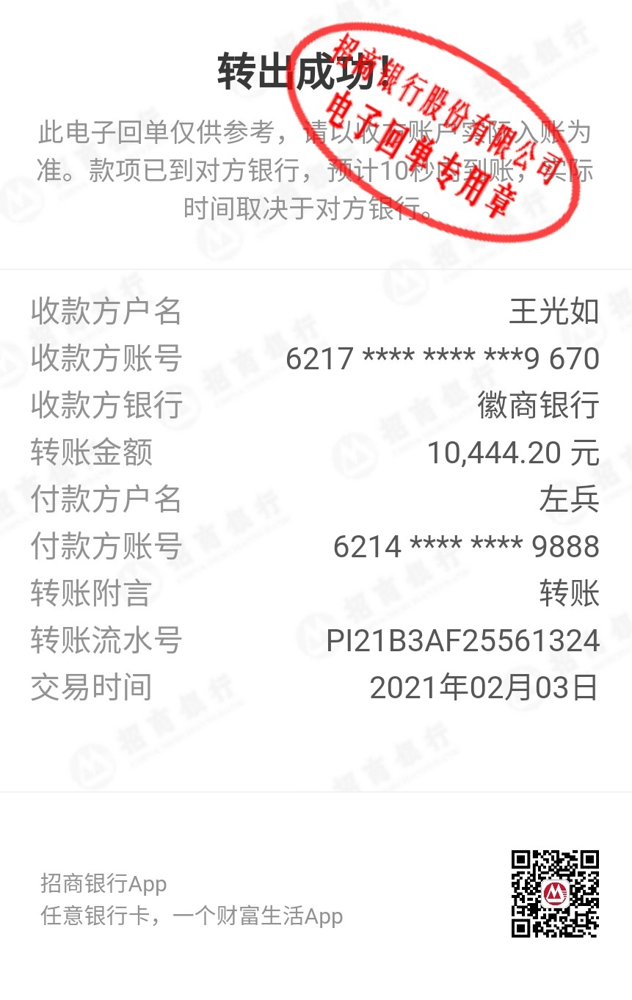 转出成功!
此电子回单仅供参考，请以收方账户实际入账为
准。款项已到对方银行，预计10秒内到账，实际
时间取决于对方银行。
招商银行股份有限公司
电子回单专用章
收款方户名 王光如
收款方账号 6217 **** **** ***9 670
收款方银行 徽商银行
转账金额 10,444.20 元
付款方户名 左兵
付款方账号 6214 **** **** 9888
转账附言 转账
转账流水号 PI21B3AF25561324
交易时间 2021年02月03日
招商银行App
任意银行卡，一个财富生活App
招商银行